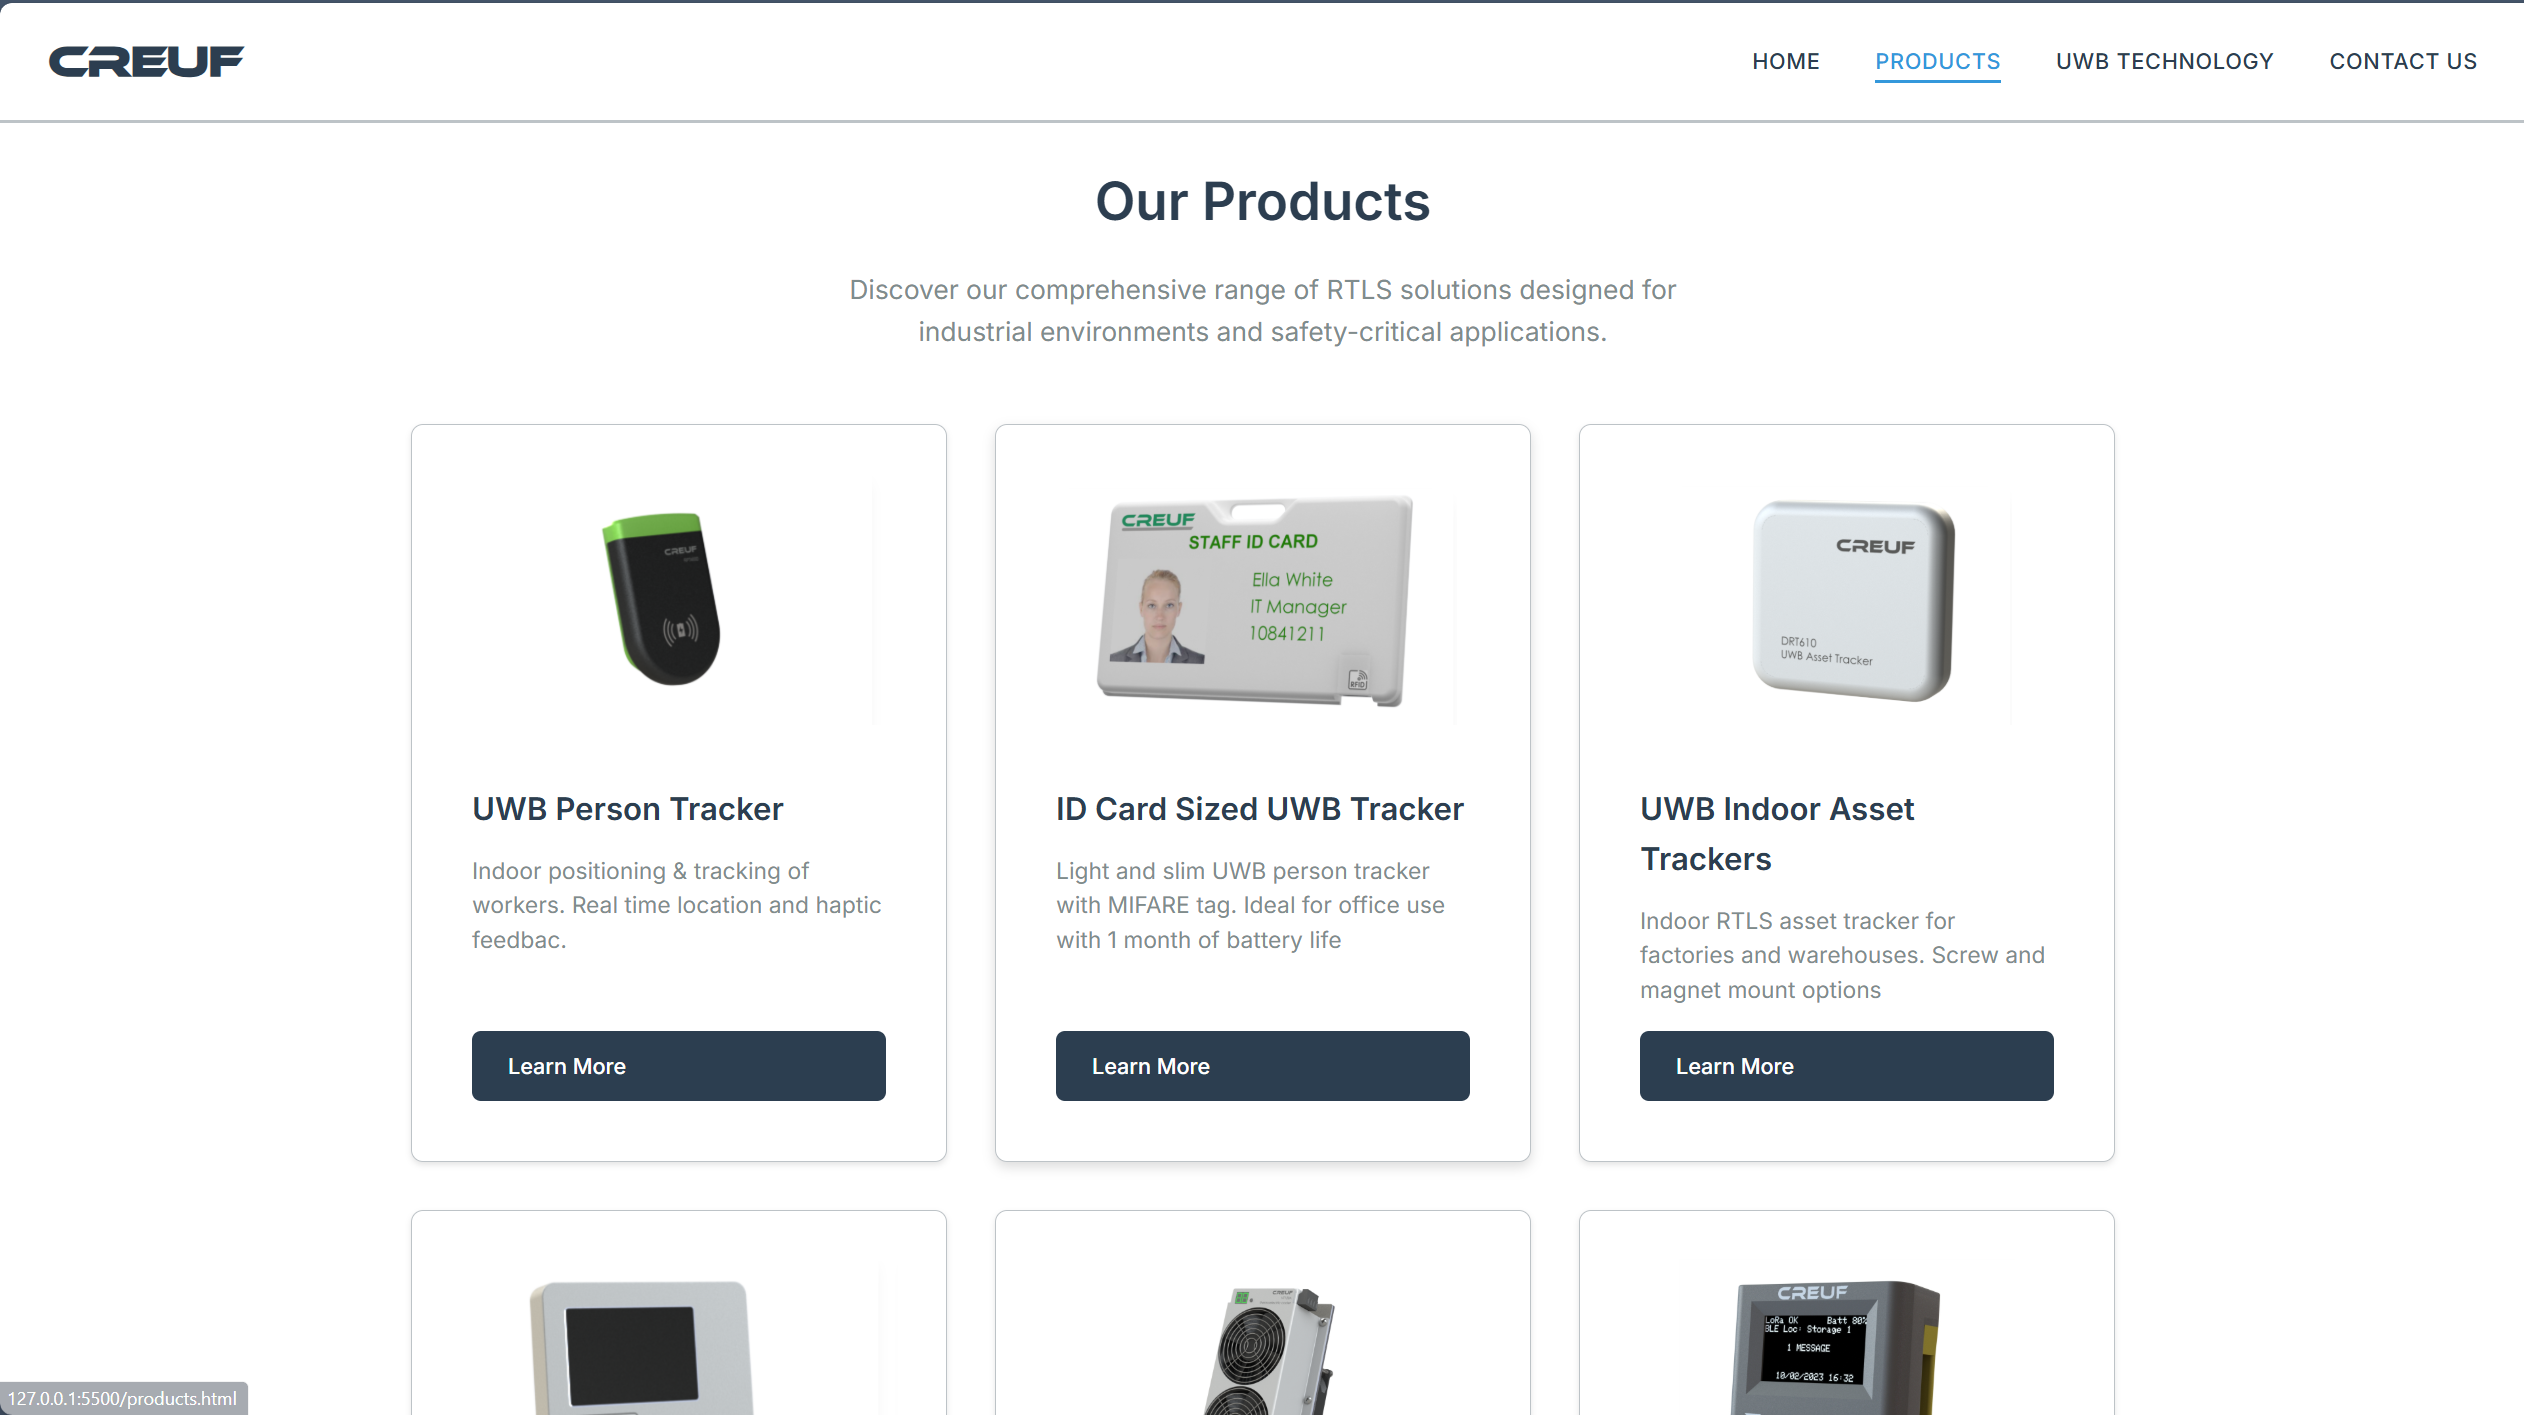 CREUF
HOME PRODUCTS UWB TECHNOLOGY CONTACT US
Our Products
Discover our comprehensive range of RTLS solutions designed for
industrial environments and safety-critical applications.
CREUF
CREUF
STAFF ID CARD
Ella White
IT Manager
10841211
RFID
CREUF
DRT610
UWB Asset Tracker
UWB Person Tracker
Indoor positioning & tracking of
workers. Real time location and haptic
feedbac.
Learn More
ID Card Sized UWB Tracker
Light and slim UWB person tracker
with MIFARE tag. Ideal for office use
with 1 month of battery life
Learn More
UWB Indoor Asset
Trackers
Indoor RTLS asset tracker for
factories and warehouses. Screw and
magnet mount options
Learn More
CREUF
CREUF
LoRa OK Batt 80%
BLE Loc: Storage 1
1 MESSAGE
10/02/2023 16:32
127.0.0.1:5500/products.html